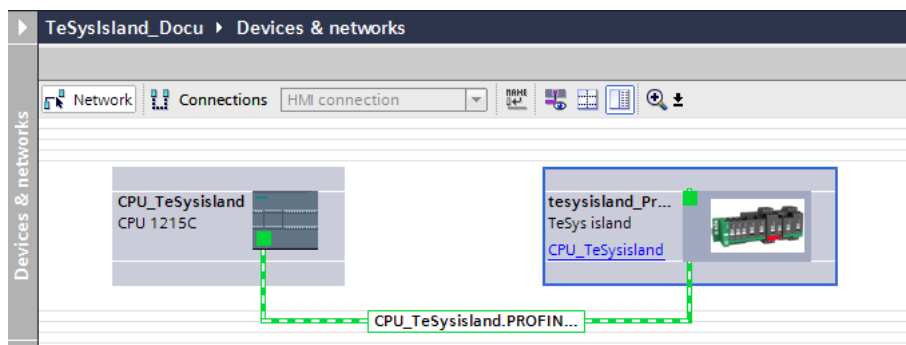 TeSysIsland_Docu ▸ Devices & networks
Network Connections HMI connection
NAME
Devices & networks
CPU_TeSysisland
CPU 1215C
tesysisland_Pr...
TeSys island
CPU_TeSysisland
CPU_TeSysisland.PROFIN...